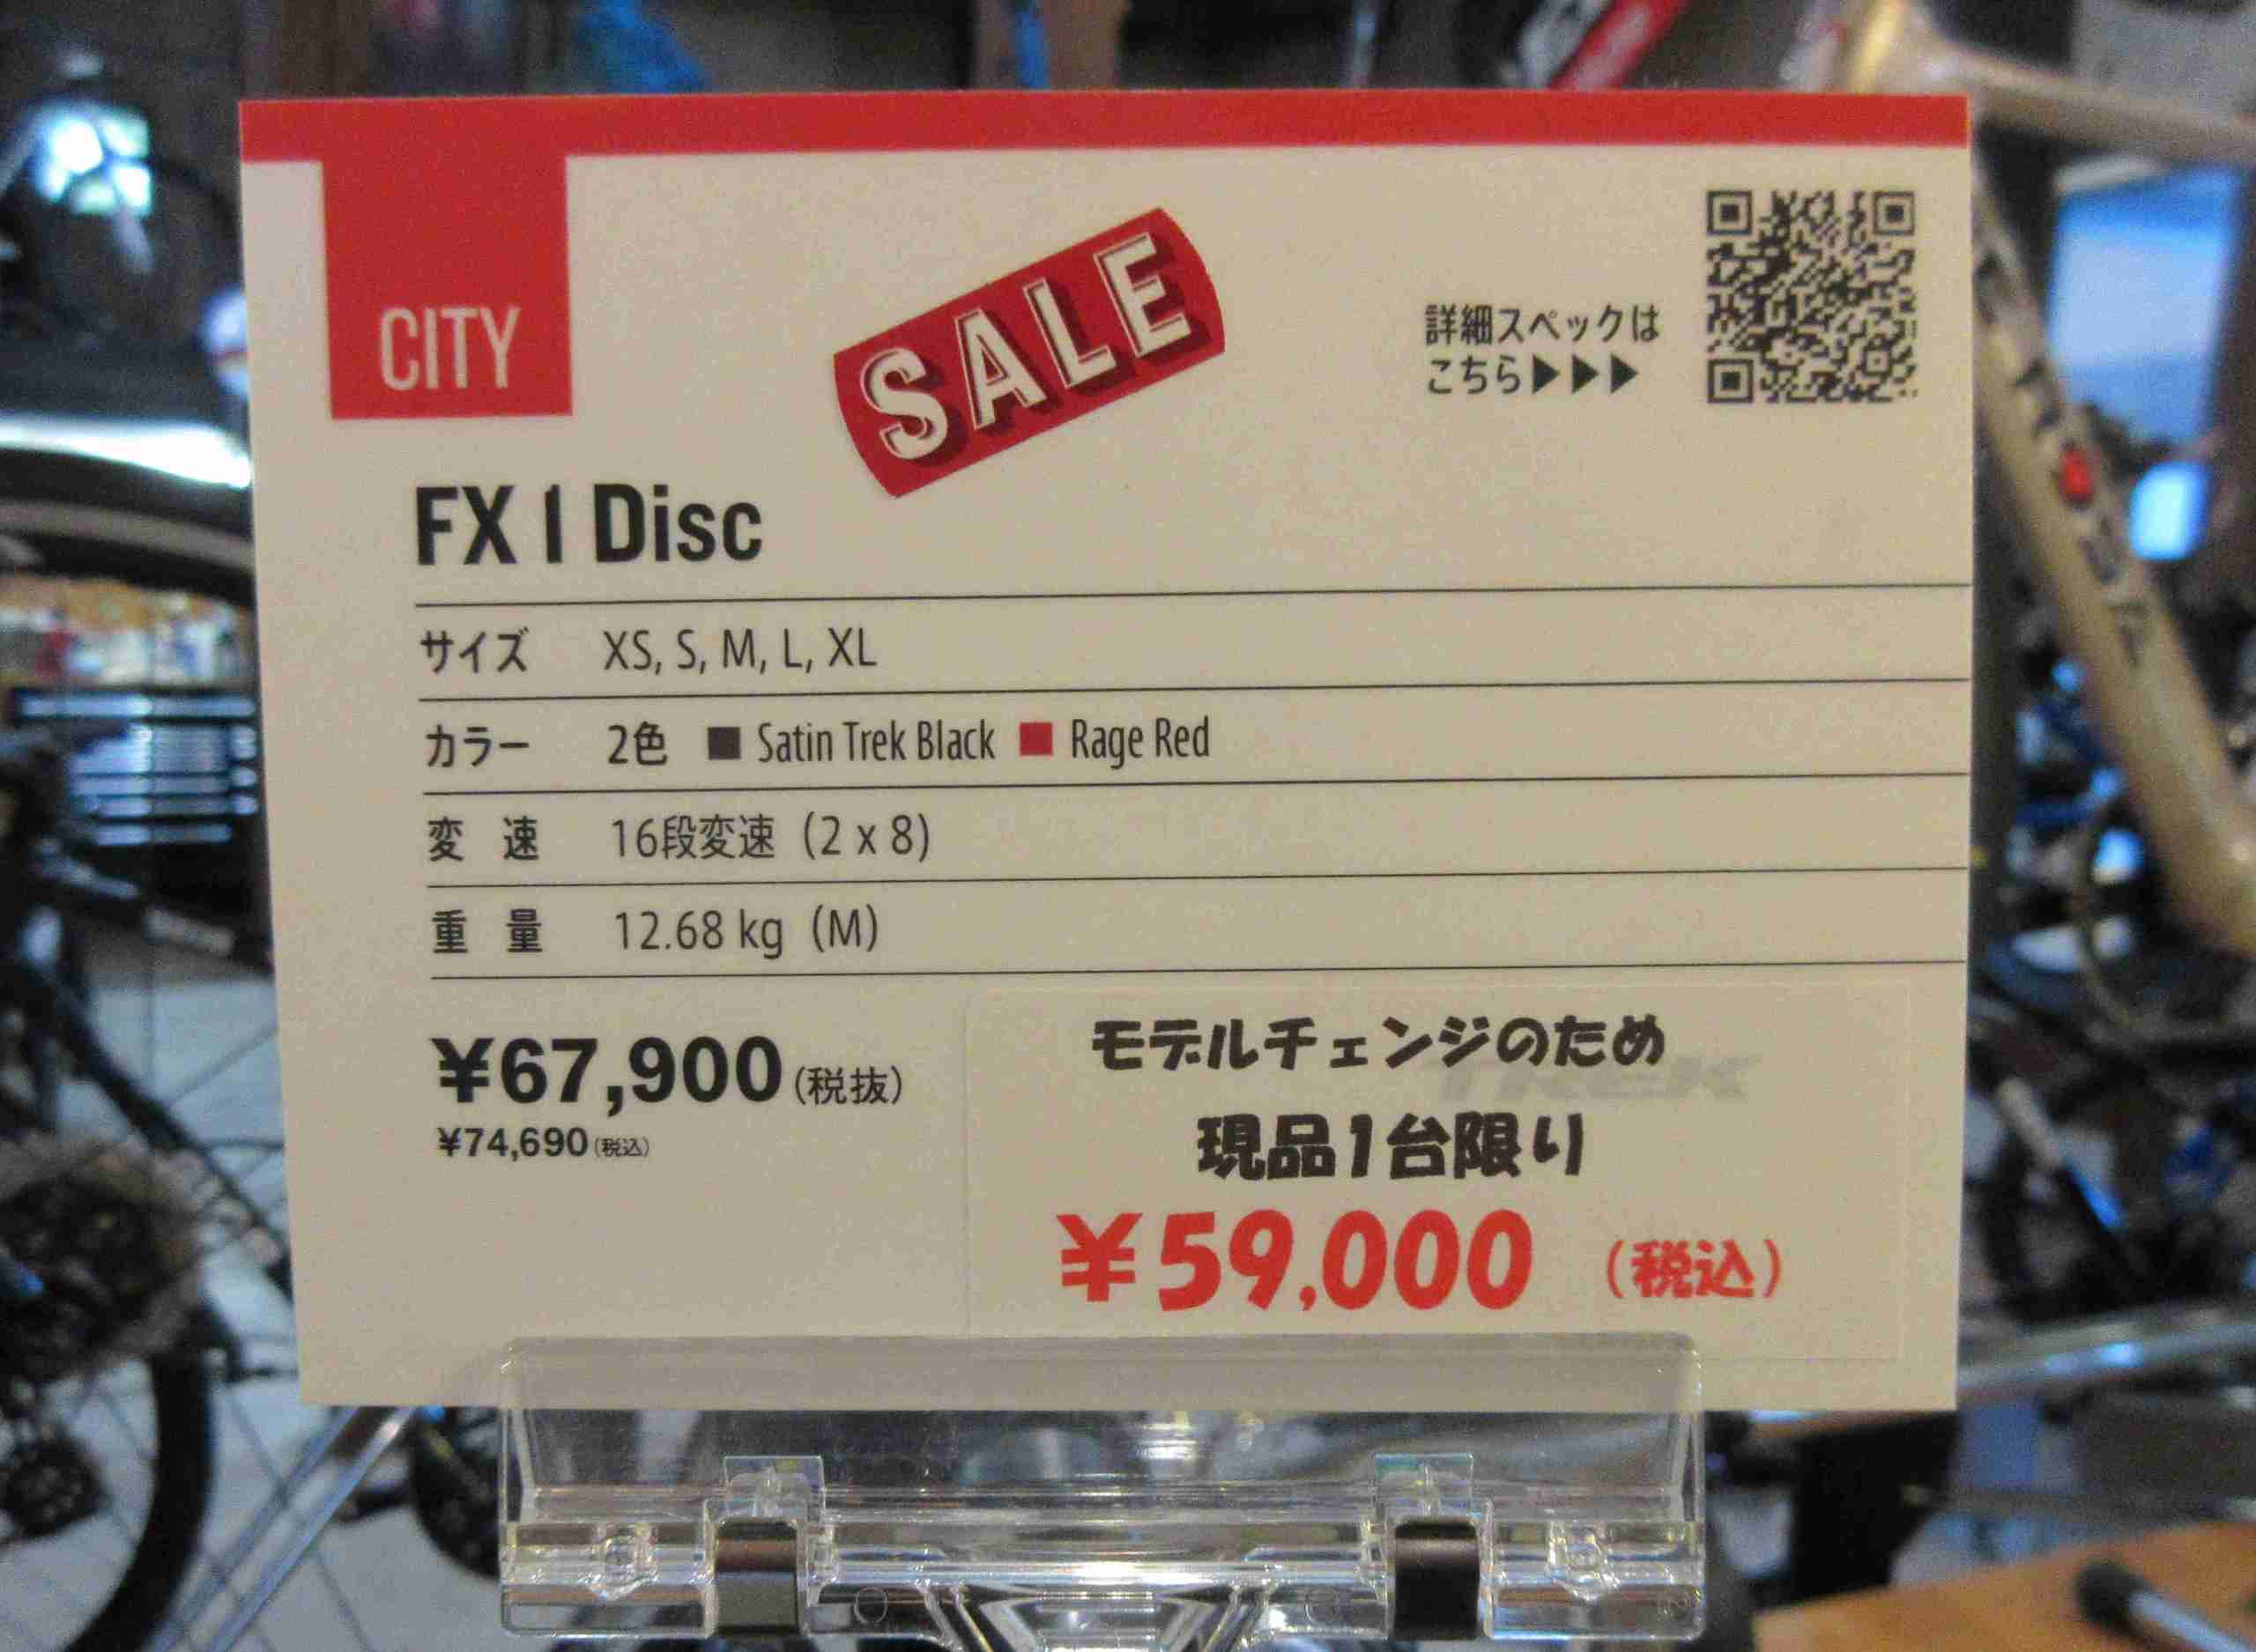 CITY
SALE
詳細スペックは
こちら▶▶▶
FX 1 Disc
サイズ XS, S, M, L, XL
カラー 2色 ■ Satin Trek Black ■ Rage Red
変 速 16段変速 (2 x 8)
重 量 12.68 kg (M)
¥67,900(税抜)
¥74,690(税込)
モデルチェンジのため
現品1台限り
¥59,000 (税込)
TREK